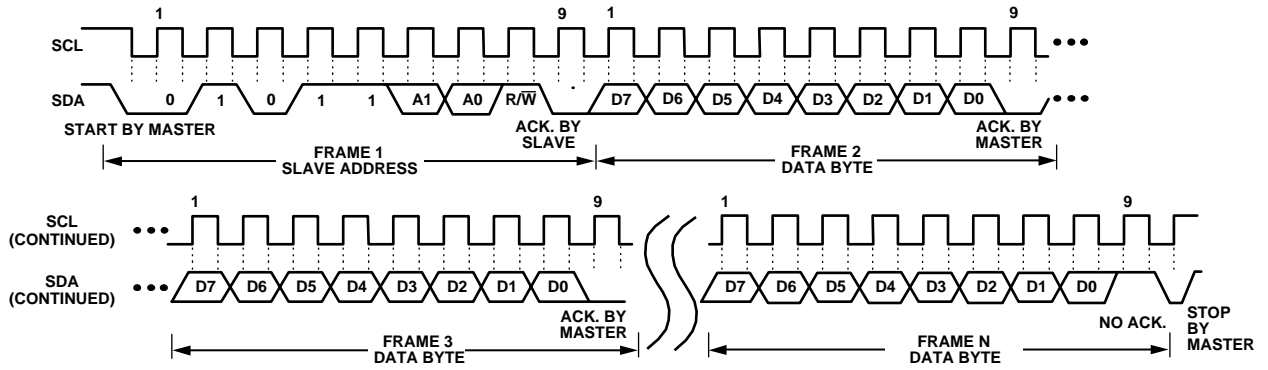 1 9 1 9
SCL
SDA 0 1 0 1 1 A1 A0 R/W̅ D7 D6 D5 D4 D3 D2 D1 D0
START BY MASTER ACK. BY SLAVE ACK. BY MASTER
FRAME 1 SLAVE ADDRESS FRAME 2 DATA BYTE
1 9 1 9
SCL (CONTINUED)
SDA (CONTINUED) D7 D6 D5 D4 D3 D2 D1 D0 D7 D6 D5 D4 D3 D2 D1 D0
ACK. BY MASTER NO ACK. STOP BY MASTER
FRAME 3 DATA BYTE FRAME N DATA BYTE